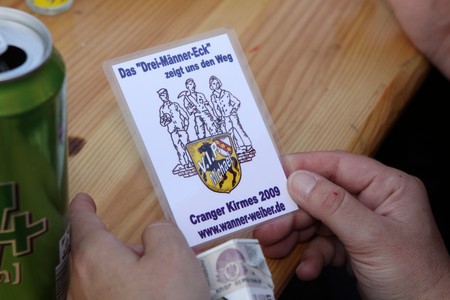 Das "Drei-Männer-Eck"
zeigt uns den Weg
Cranger Kirmes 2009
www.wanner-weiber.de